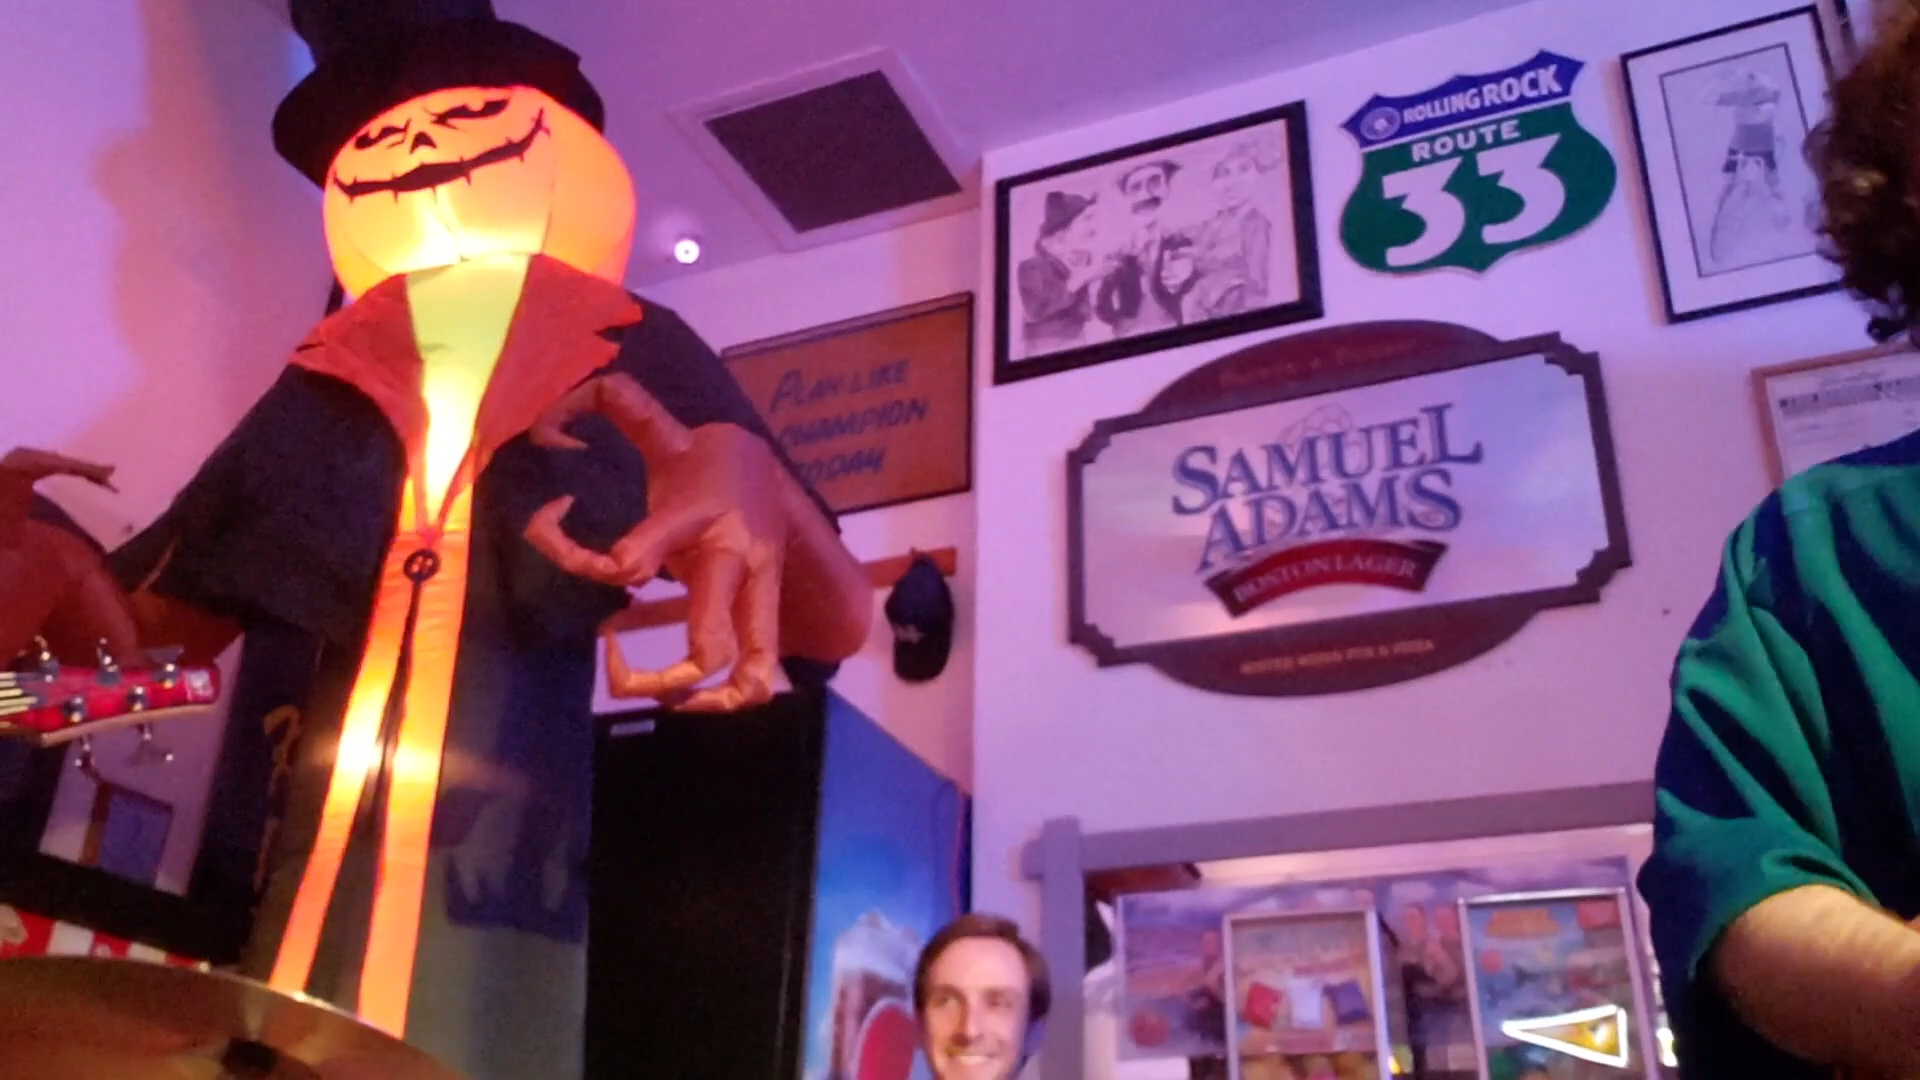 ROLLING ROCK
ROUTE
33
PLAY LIKE
CHAMPION
TODAY
SAMUEL
ADAMS
BOSTON LAGER